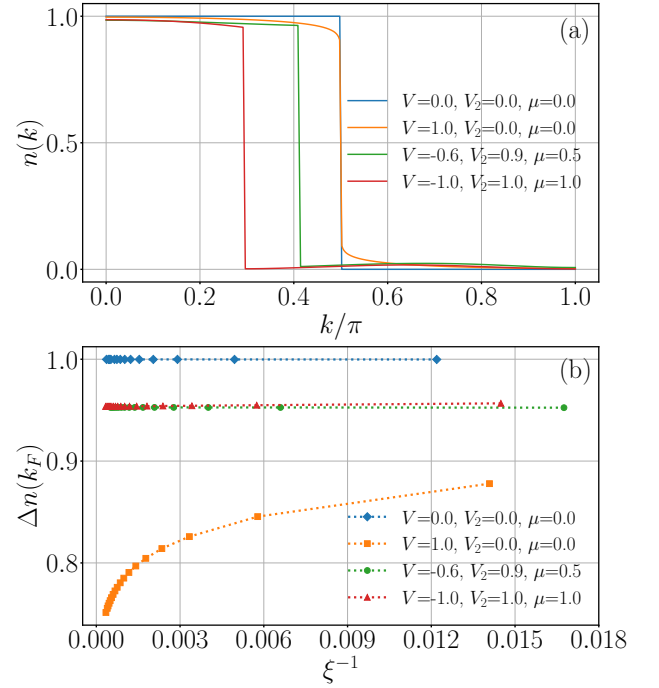 (a)
1.0
0.5
0.0
n(k)
V=0.0, V₂=0.0, μ=0.0
V=1.0, V₂=0.0, μ=0.0
V=-0.6, V₂=0.9, μ=0.5
V=-1.0, V₂=1.0, μ=1.0
0.0 0.2 0.4 0.6 0.8 1.0
k/π
(b)
1.0
0.9
0.8
Δn(k_F)
V=0.0, V₂=0.0, μ=0.0
V=1.0, V₂=0.0, μ=0.0
V=-0.6, V₂=0.9, μ=0.5
V=-1.0, V₂=1.0, μ=1.0
0.000 0.003 0.006 0.009 0.012 0.015 0.018
ξ⁻¹